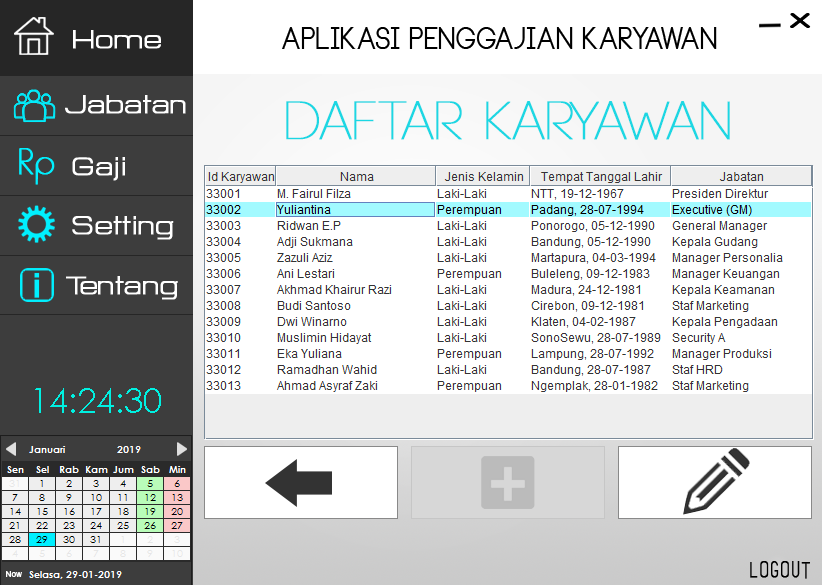 Home
Jabatan
Rp Gaji
Setting
Tentang
14:24:30
Januari 2019
Sen Sel Rab Kam Jum Sab Min
31 1 2 3 4 5 6
7 8 9 10 11 12 13
14 15 16 17 18 19 20
21 22 23 24 25 26 27
28 29 30 31 1 2 3
4 5 6 7 8 9 10
Now Selasa, 29-01-2019
APLIKASI PENGGAJIAN KARYAWAN
DAFTAR KARYAWAN
Id Karyawan Nama Jenis Kelamin Tempat Tanggal Lahir Jabatan
33001 M. Fairul Filza Laki-Laki NTT, 19-12-1967 Presiden Direktur
33002 Yuliantina Perempuan Padang, 28-07-1994 Executive (GM)
33003 Ridwan E.P Laki-Laki Ponorogo, 05-12-1990 General Manager
33004 Adji Sukmana Laki-Laki Bandung, 05-12-1990 Kepala Gudang
33005 Zazuli Aziz Laki-Laki Martapura, 04-03-1994 Manager Personalia
33006 Ani Lestari Perempuan Buleleng, 09-12-1983 Manager Keuangan
33007 Akhmad Khairur Razi Laki-Laki Madura, 24-12-1981 Kepala Keamanan
33008 Budi Santoso Laki-Laki Cirebon, 09-12-1981 Staf Marketing
33009 Dwi Winarno Laki-Laki Klaten, 04-02-1987 Kepala Pengadaan
33010 Muslimin Hidayat Laki-Laki SonoSewu, 28-07-1989 Security A
33011 Eka Yuliana Perempuan Lampung, 28-07-1992 Manager Produksi
33012 Ramadhan Wahid Laki-Laki Bandung, 28-07-1987 Staf HRD
33013 Ahmad Asyraf Zaki Perempuan Ngemplak, 28-01-1982 Staf Marketing
LOGOUT